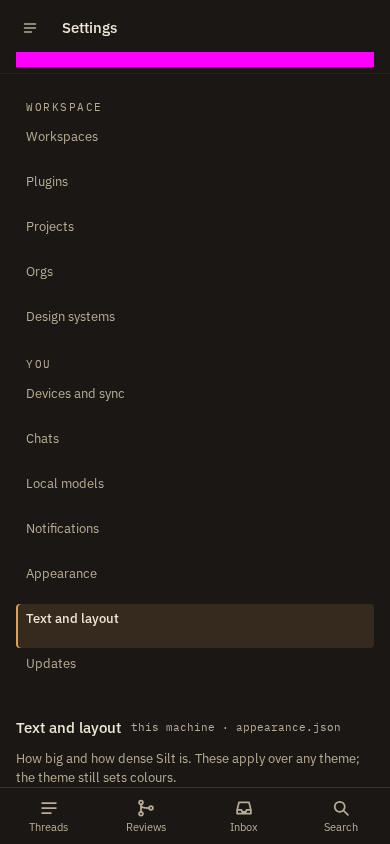 Settings
WORKSPACE
Workspaces
Plugins
Projects
Orgs
Design systems
YOU
Devices and sync
Chats
Local models
Notifications
Appearance
Text and layout
Updates
Text and layout this machine · appearance.json
How big and how dense Silt is. These apply over any theme;
the theme still sets colours.
Threads Reviews Inbox Search